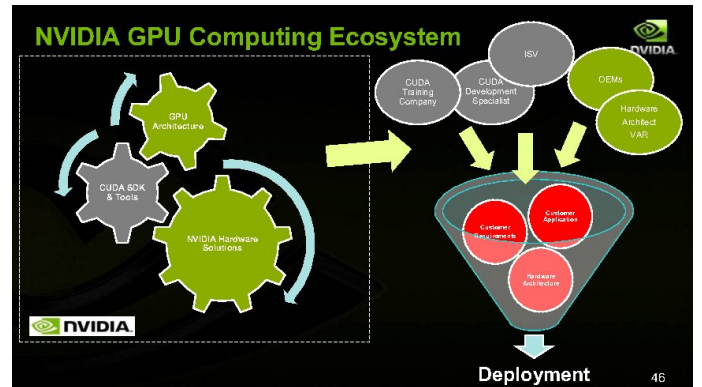 NVIDIA GPU Computing Ecosystem
NVIDIA.
GPU
Architecture
CUDA SDK
& Tools
NVIDIA Hardware
Solutions
NVIDIA.
CUDA
Training
Company
CUDA
Development
Specialist
ISV
OEMs
Hardware
Architect
VAR
Customer
Requirements
Customer
Application
Hardware
Architecture
Deployment
46